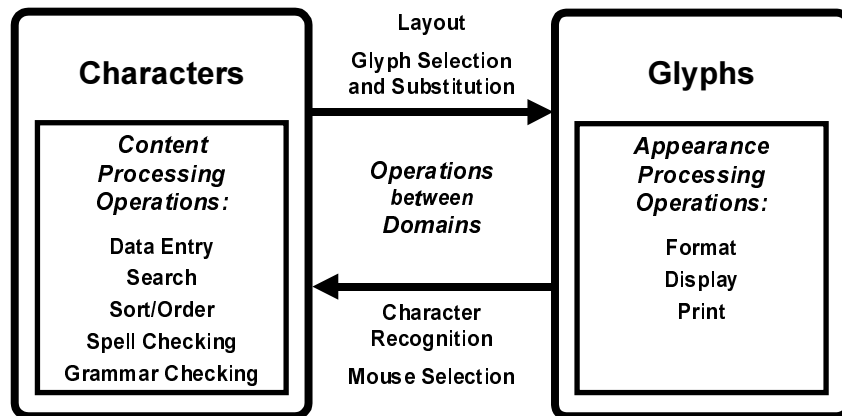 Characters
Content
Processing
Operations:
Data Entry
Search
Sort/Order
Spell Checking
Grammar Checking
Layout
Glyph Selection
and Substitution
Operations
between
Domains
Character
Recognition
Mouse Selection
Glyphs
Appearance
Processing
Operations:
Format
Display
Print